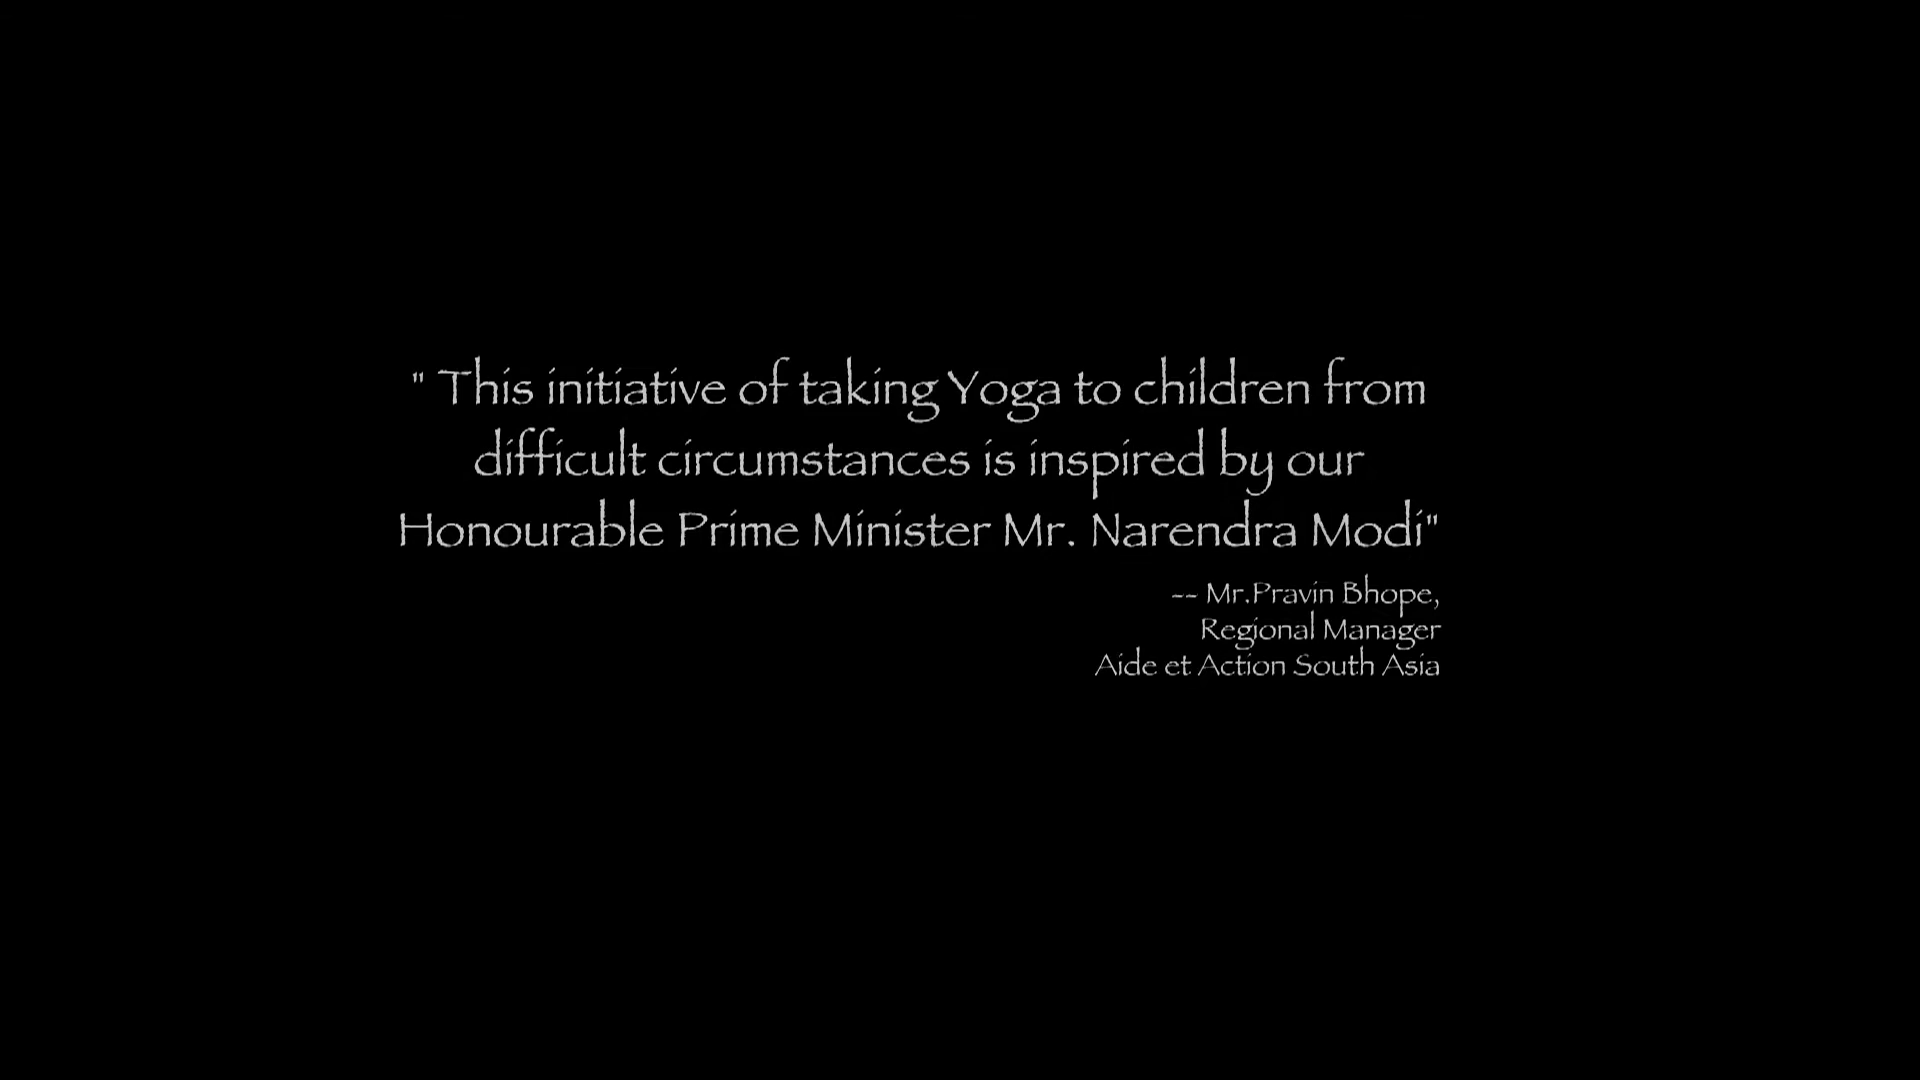 " This initiative of taking Yoga to children from
difficult circumstances is inspired by our
Honourable Prime Minister Mr. Narendra Modi"
-- Mr.Pravin Bhope,
Regional Manager
Aide et Action South Asia